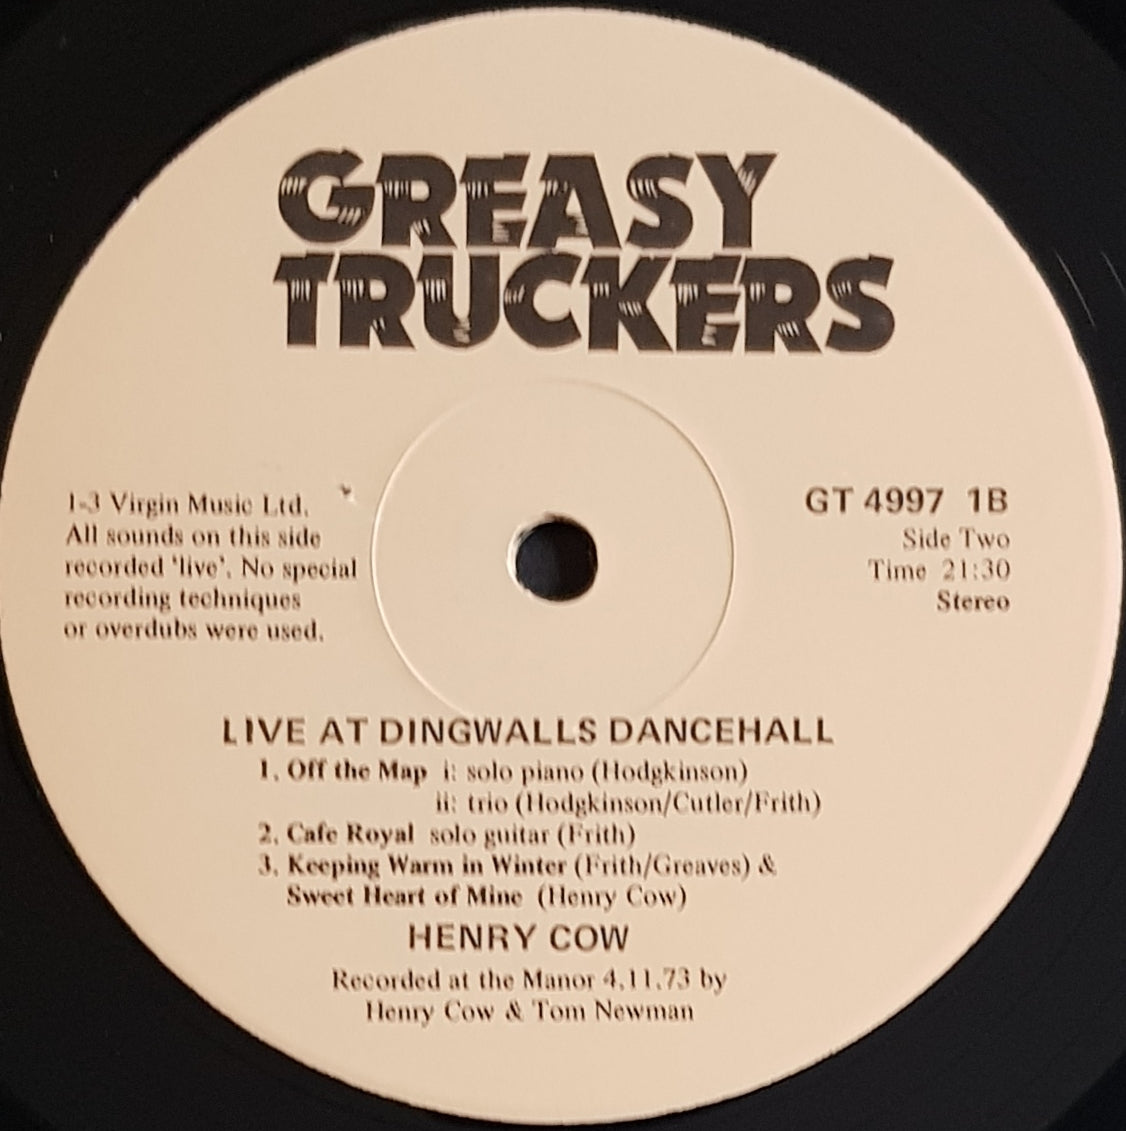 GREASY
TRUCKERS
1-3 Virgin Music Ltd.
All sounds on this side
recorded 'live'. No special
recording techniques
or overdubs were used.
GT 4997 1B
Side Two
Time 21:30
Stereo
LIVE AT DINGWALLS DANCEHALL
1. Off the Map i: solo piano (Hodgkinson)
ii: trio (Hodgkinson/Cutler/Frith)
2. Cafe Royal solo guitar (Frith)
3. Keeping Warm in Winter (Frith/Greaves) &
Sweet Heart of Mine (Henry Cow)
HENRY COW
Recorded at the Manor 4.11.73 by
Henry Cow & Tom Newman